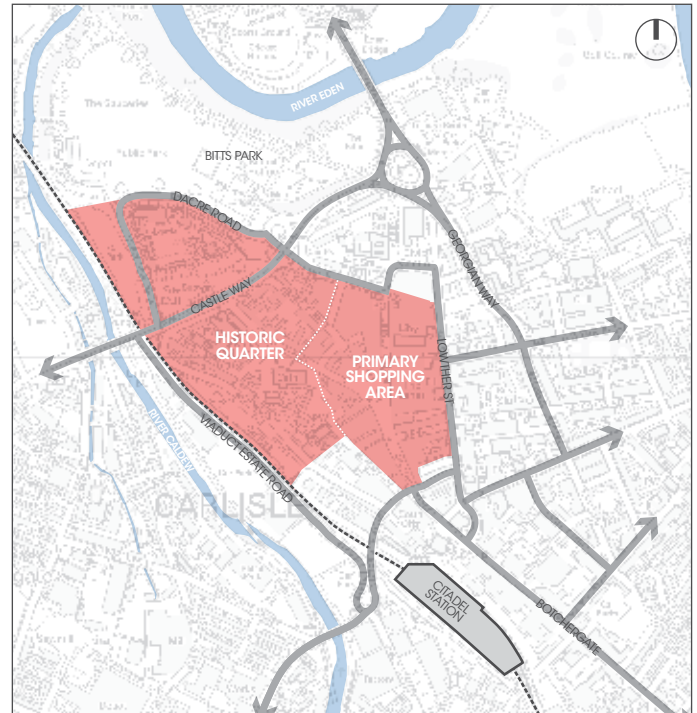 RIVER EDEN
BITTS PARK
DACRE ROAD
GEORGIAN WAY
CASTLE WAY
HISTORIC
QUARTER
PRIMARY
SHOPPING
AREA
LOWTHER ST
RIVER CALDEW
VIADUCT ESTATE ROAD
CARLISLE
CITADEL
STATION
BOTCHERGATE